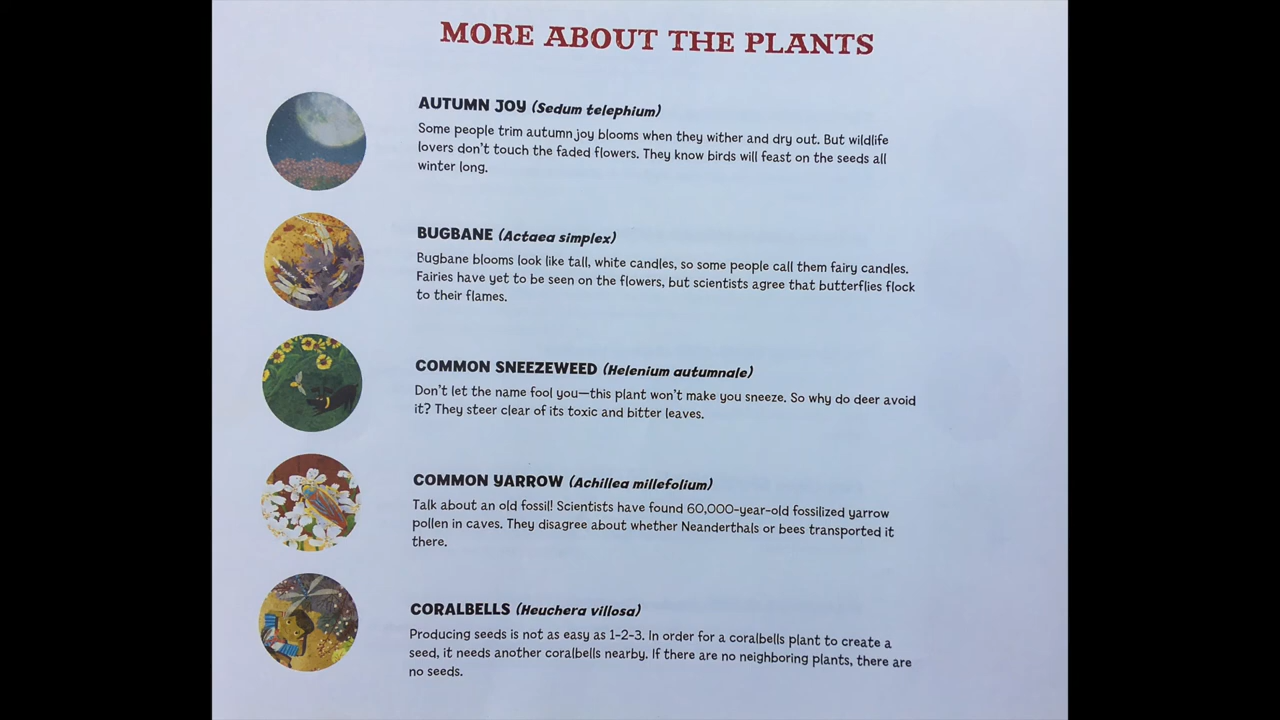 MORE ABOUT THE PLANTS
AUTUMN JOY (Sedum telephium)
Some people trim autumn joy blooms when they wither and dry out. But wildlife
lovers don't touch the faded flowers. They know birds will feast on the seeds all
winter long.
BUGBANE (Actaea simplex)
Bugbane blooms look like tall, white candles, so some people call them fairy candles.
Fairies have yet to be seen on the flowers, but scientists agree that butterflies flock
to their flames.
COMMON SNEEZEWEED (Helenium autumnale)
Don't let the name fool you—this plant won't make you sneeze. So why do deer avoid
it? They steer clear of its toxic and bitter leaves.
COMMON YARROW (Achillea millefolium)
Talk about an old fossil! Scientists have found 60,000-year-old fossilized yarrow
pollen in caves. They disagree about whether Neanderthals or bees transported it
there.
CORALBELLS (Heuchera villosa)
Producing seeds is not as easy as 1-2-3. In order for a coralbells plant to create a
seed, it needs another coralbells nearby. If there are no neighboring plants, there are
no seeds.